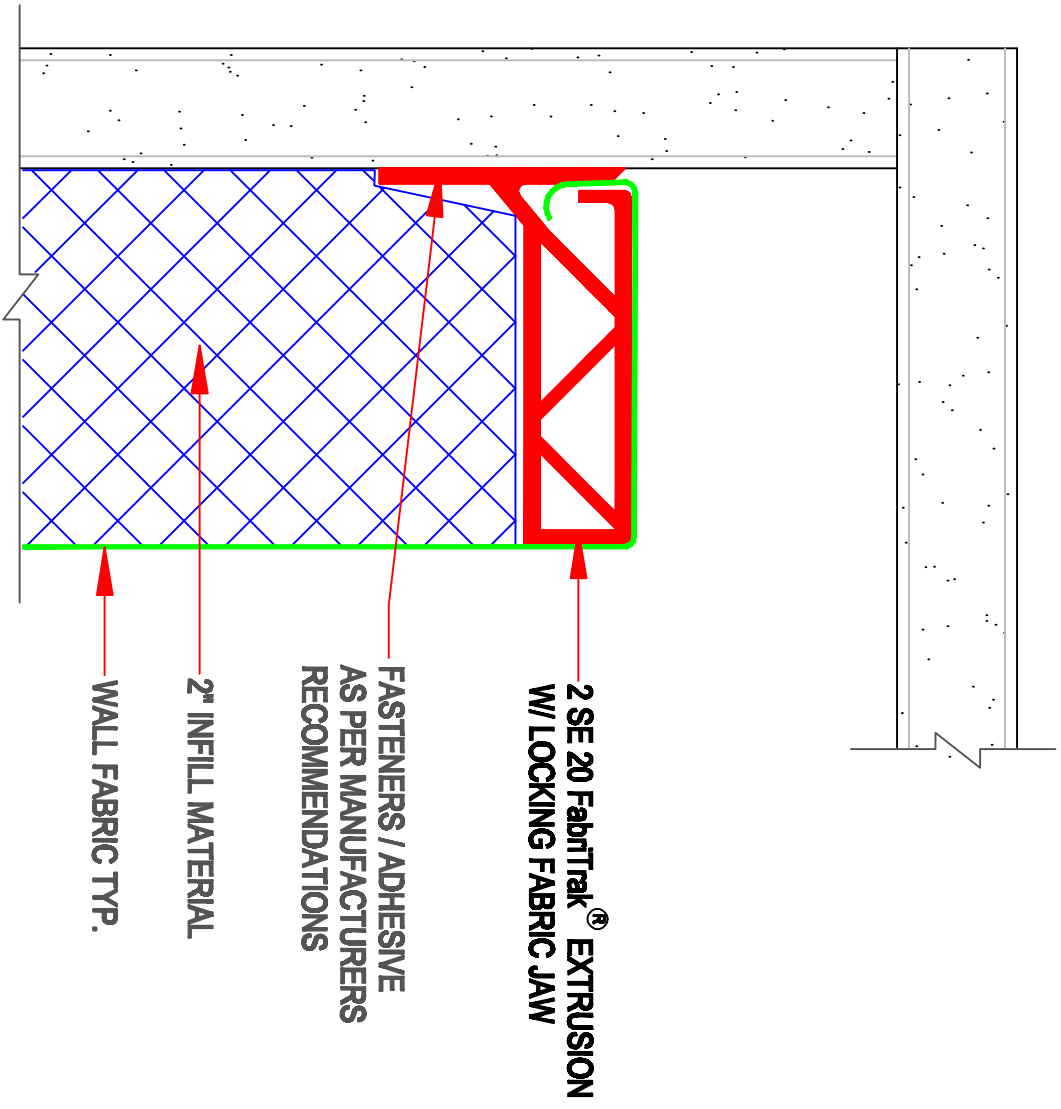 2 SE 20 FabriTrak® EXTRUSION
W/ LOCKING FABRIC JAW
FASTENERS / ADHESIVE
AS PER MANUFACTURERS
RECOMMENDATIONS
2" INFILL MATERIAL
WALL FABRIC TYP.